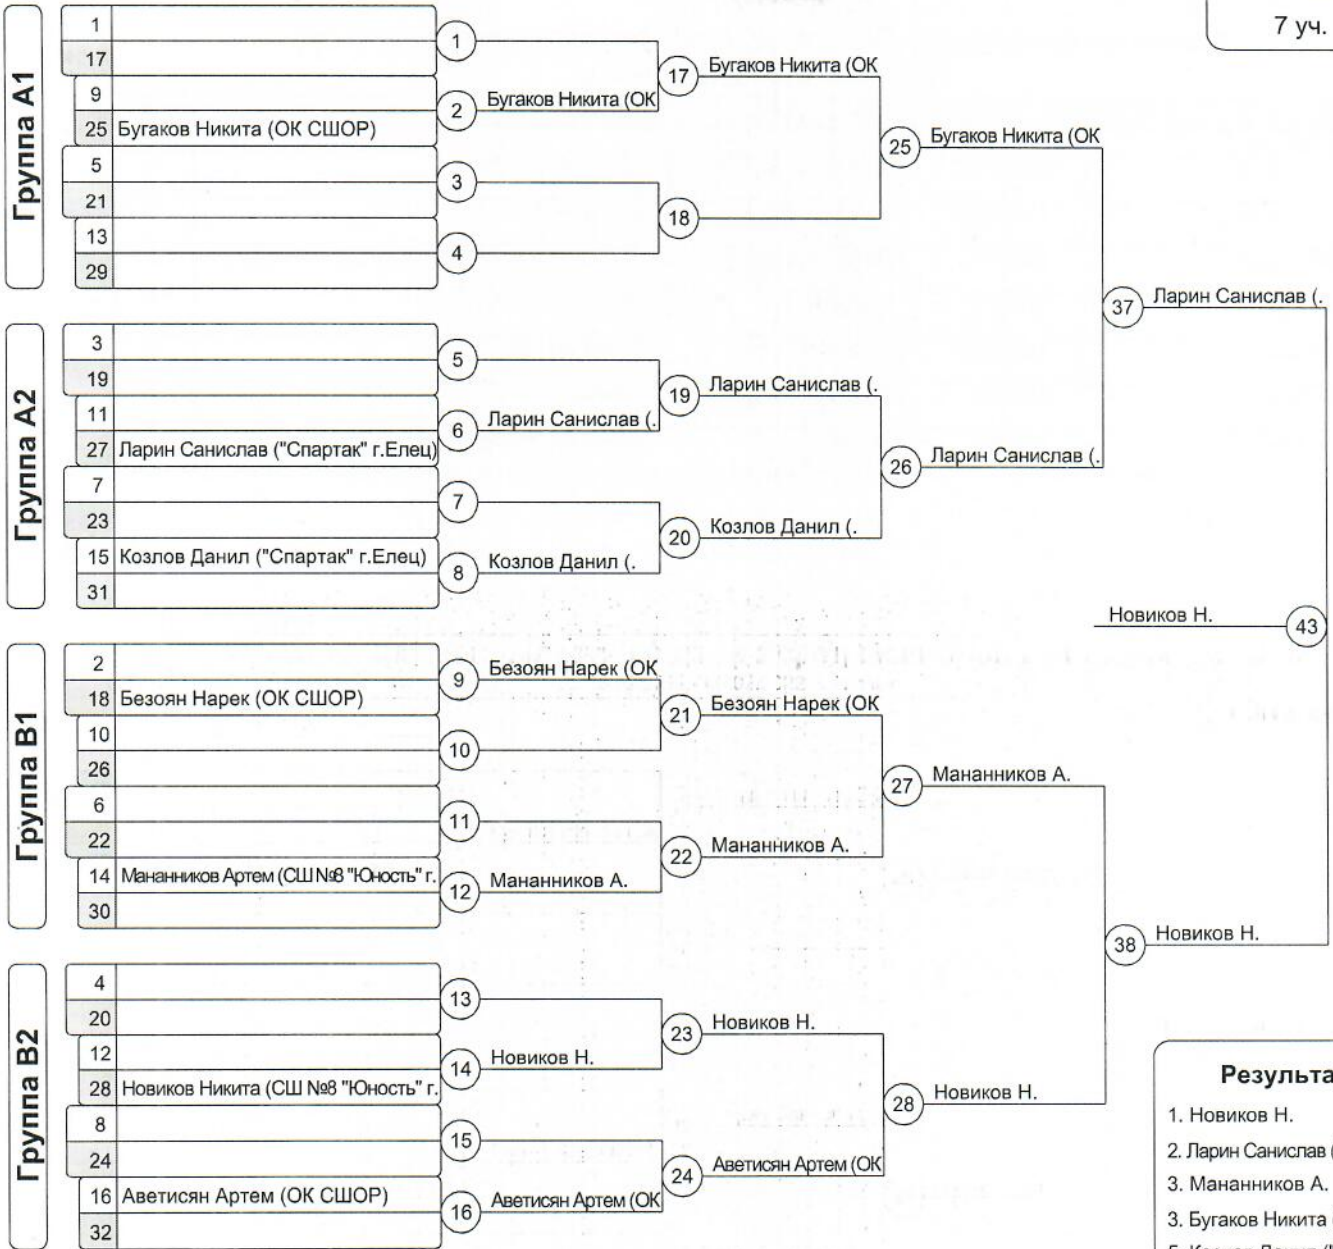 7 уч.
Группа А1
1
17
9
25 Бугаков Никита (ОК СШОР)
5
21
13
29
1
2
3
4
Бугаков Никита (ОК
17
18
Бугаков Никита (ОК
25
Бугаков Никита (ОК
Группа А2
3
19
11
27 Ларин Санислав ("Спартак" г.Елец)
7
23
15 Козлов Данил ("Спартак" г.Елец)
31
5
6
7
8
Ларин Санислав (.
Козлов Данил (.
19
20
Ларин Санислав (.
Козлов Данил (.
26
Ларин Санислав (.
37
Ларин Санислав (.
Новиков Н.
43
Группа В1
2
18 Безоян Нарек (ОК СШОР)
10
26
6
22
14 Мананников Артем (СШ №8 "Юность" г.
30
9
10
11
12
Безоян Нарек (ОК
Мананников А.
21
22
Безоян Нарек (ОК
Мананников А.
27
Мананников А.
Группа В2
4
20
12
28 Новиков Никита (СШ №8 "Юность" г.
8
24
16 Аветисян Артем (ОК СШОР)
32
13
14
15
16
Новиков Н.
Аветисян Артем (ОК
23
24
Новиков Н.
Аветисян Артем (ОК
28
Новиков Н.
38
Новиков Н.
Результа
1. Новиков Н.
2. Ларин Санислав (
3. Мананников А.
3. Бугаков Никита